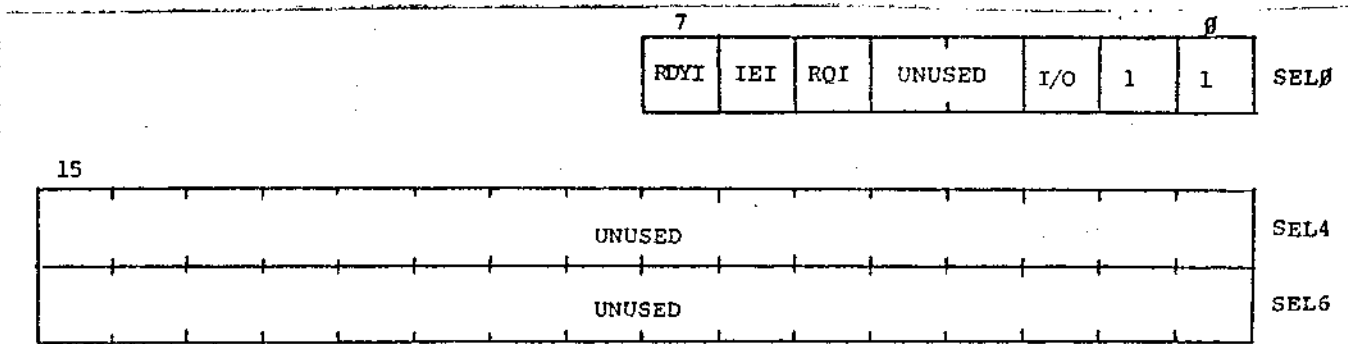 7 Ø
RDYI IEI RQI UNUSED I/O 1 1 SELØ
15
UNUSED SEL4
UNUSED SEL6